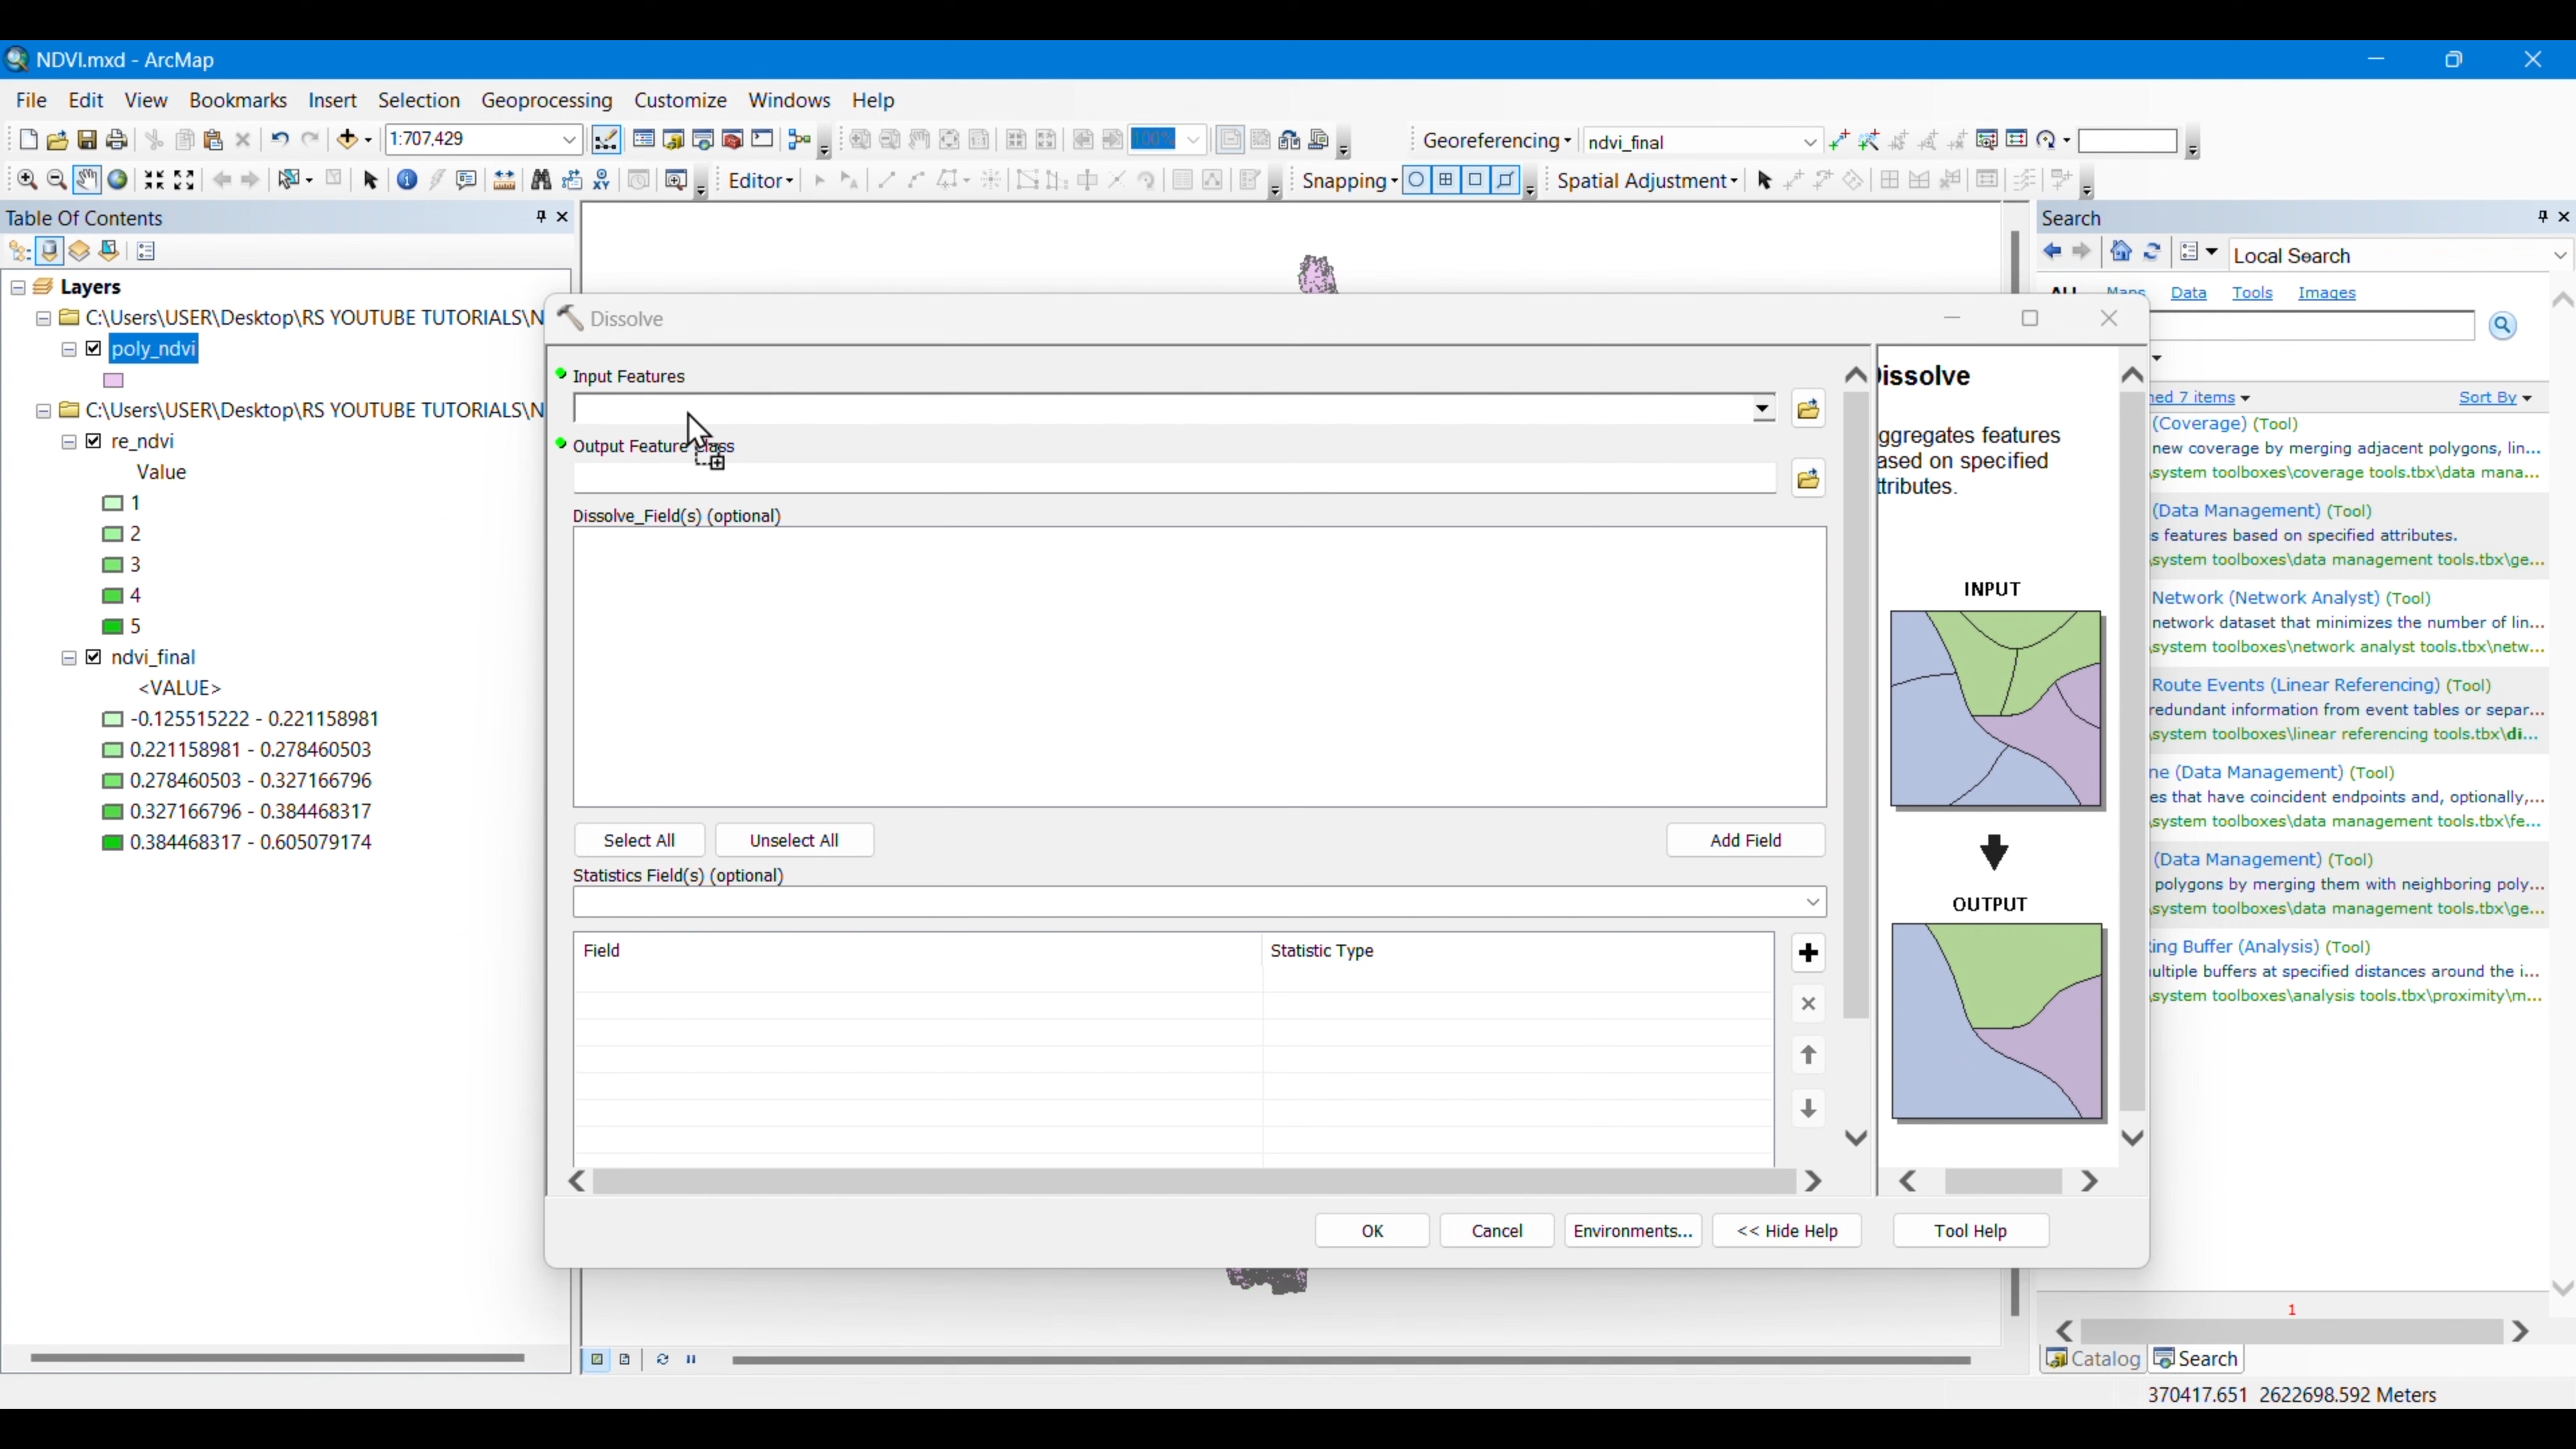 NDVI.mxd - ArcMap
File Edit View Bookmarks Insert Selection Geoprocessing Customize Windows Help
1:707,429 100% Georeferencing ndvi_final
Editor Snapping Spatial Adjustment
Table Of Contents
Layers
C:\Users\USER\Desktop\RS YOUTUBE TUTORIALS\N
poly_ndvi
C:\Users\USER\Desktop\RS YOUTUBE TUTORIALS\N
re_ndvi
Value
1
2
3
4
5
ndvi_final
<VALUE>
-0.125515222 - 0.221158981
0.221158981 - 0.278460503
0.278460503 - 0.327166796
0.327166796 - 0.384468317
0.384468317 - 0.605079174
Dissolve
Input Features
Output Feature Class
Dissolve_Field(s) (optional)
Select All Unselect All Add Field
Statistics Field(s) (optional)
Field Statistic Type
OK Cancel Environments... << Hide Help Tool Help
issolve
ggregates features
ased on specified
ttributes.
INPUT
OUTPUT
Search
Local Search
ALL Maps Data Tools Images
ned 7 items Sort By
(Coverage) (Tool)
new coverage by merging adjacent polygons, lin...
\system toolboxes\coverage tools.tbx\data mana...
(Data Management) (Tool)
s features based on specified attributes.
\system toolboxes\data management tools.tbx\ge...
Network (Network Analyst) (Tool)
network dataset that minimizes the number of lin...
\system toolboxes\network analyst tools.tbx\netw...
Route Events (Linear Referencing) (Tool)
redundant information from event tables or separ...
\system toolboxes\linear referencing tools.tbx\di...
ne (Data Management) (Tool)
es that have coincident endpoints and, optionally,...
\system toolboxes\data management tools.tbx\fe...
(Data Management) (Tool)
polygons by merging them with neighboring poly...
\system toolboxes\data management tools.tbx\ge...
ing Buffer (Analysis) (Tool)
ultiple buffers at specified distances around the i...
\system toolboxes\analysis tools.tbx\proximity\m...
1
Catalog Search
370417.651 2622698.592 Meters